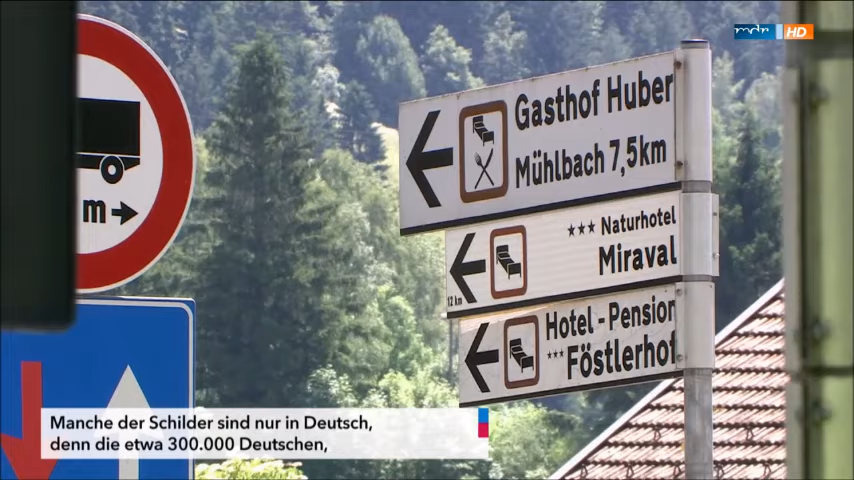 mdr HD
Gasthof Huber
Mühlbach 7,5km
*** Naturhotel
Miraval
12 km
Hotel - Pension
*** Föstlerhof
m
Manche der Schilder sind nur in Deutsch,
denn die etwa 300.000 Deutschen,